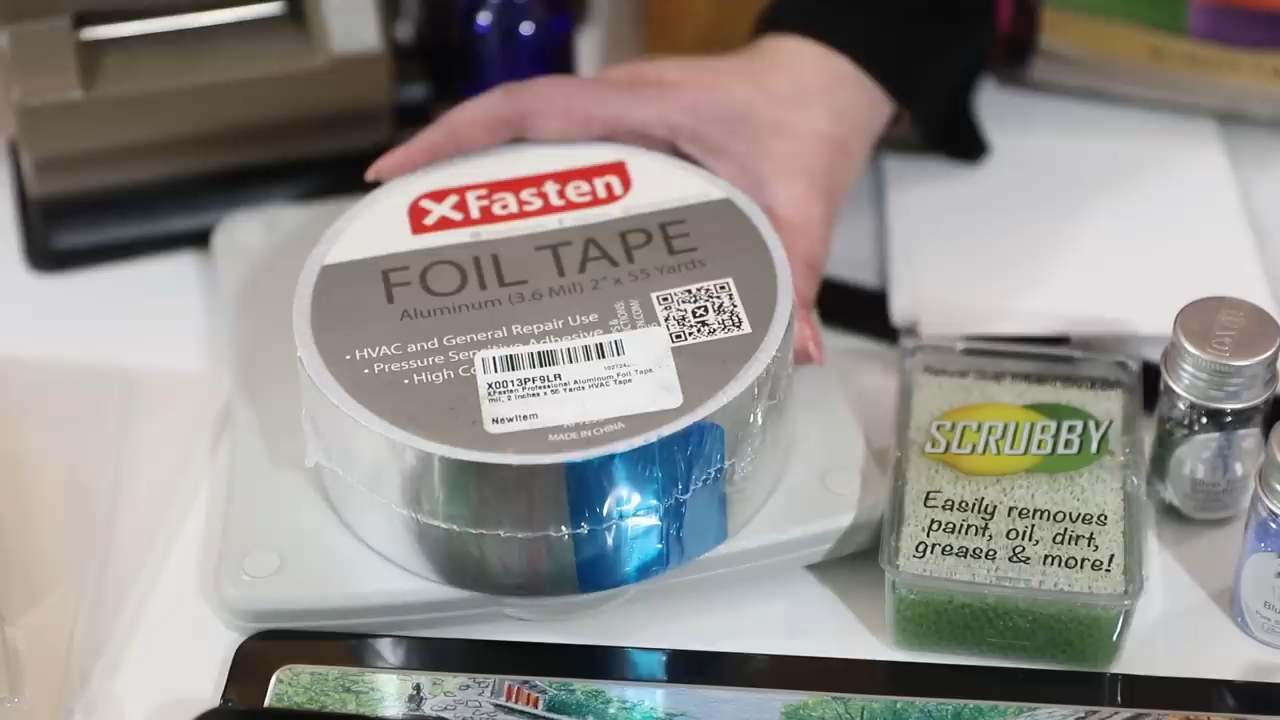 XFasten
FOIL TAPE
Aluminum (3.6 Mil) 2" x 55 Yards
• HVAC and General Repair Use
• Pressure Sensitive Adhesive
• High
X0013PF9LR
XFasten Professional Aluminum Foil Tape
mil, 2 inches x 55 Yards HVAC Tape
NewItem
MADE IN CHINA
SCRUBBY
Easily removes
paint, oil, dirt,
grease & more!
Silver